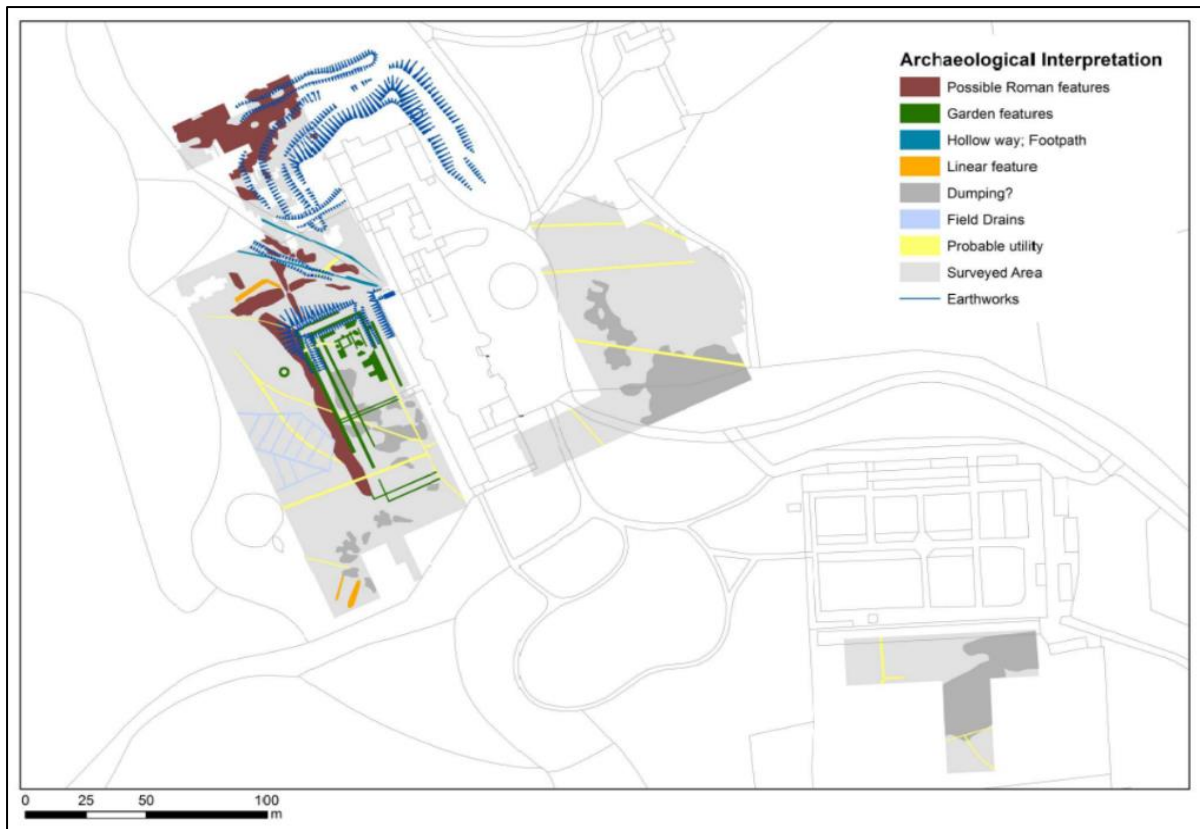 Archaeological Interpretation
Possible Roman features
Garden features
Hollow way; Footpath
Linear feature
Dumping?
Field Drains
Probable utility
Surveyed Area
Earthworks
0 25 50 100
m